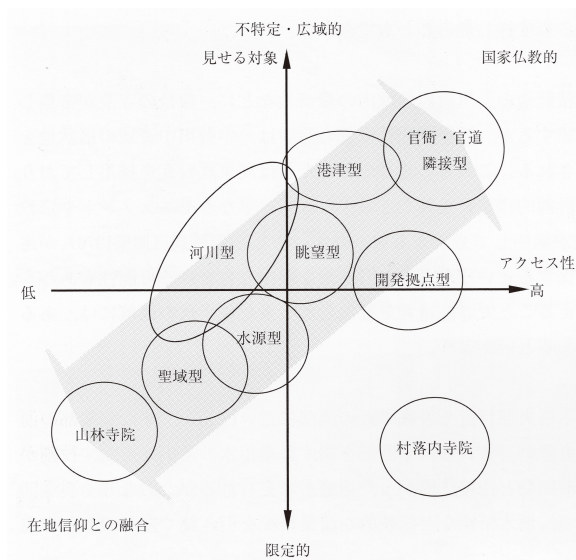 不特定・広域的
見せる対象
国家仏教的
官衙・官道
隣接型
港津型
河川型
眺望型
アクセス性
開発拠点型
低
高
水源型
聖域型
山林寺院
村落内寺院
在地信仰との融合
限定的